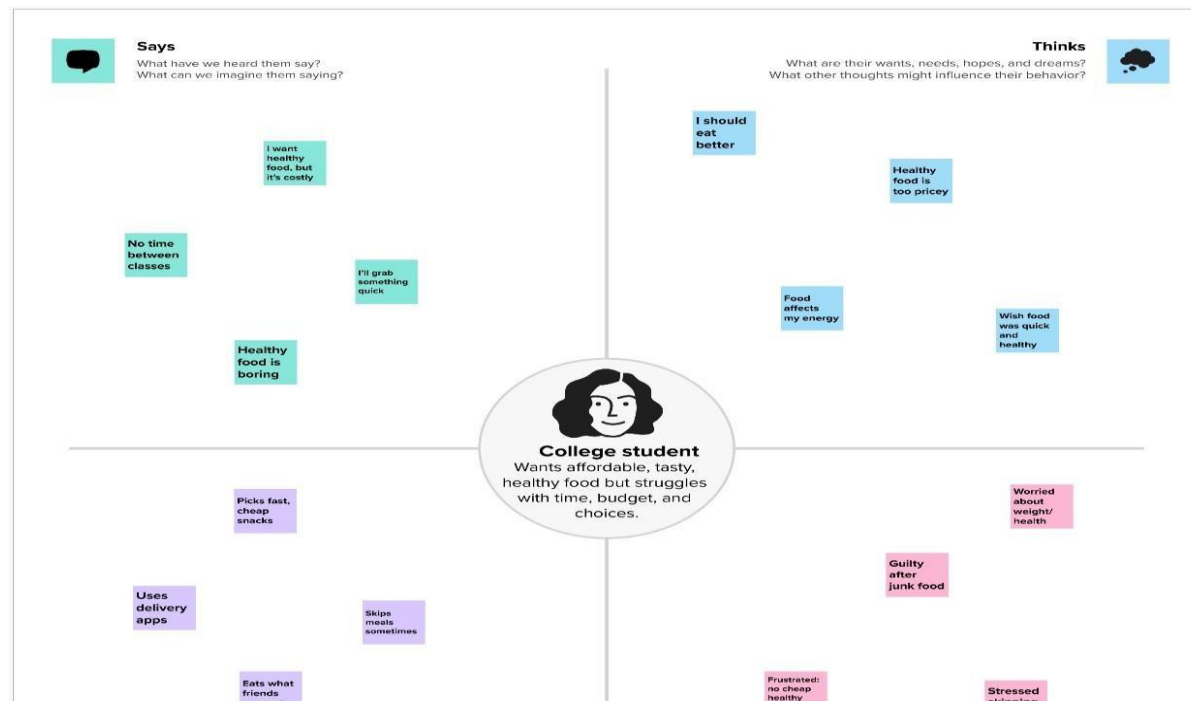 Says
What have we heard them say?
What can we imagine them saying?
Thinks
What are their wants, needs, hopes, and dreams?
What other thoughts might influence their behavior?
I want
healthy
food, but
it's costly
No time
between
classes
I'll grab
something
quick
Healthy
food is
boring
I should
eat
better
Healthy
food is
too pricey
Food
affects
my energy
Wish food
was quick
and
healthy
College student
Wants affordable, tasty,
healthy food but struggles
with time, budget, and
choices.
Picks fast,
cheap
snacks
Uses
delivery
apps
Skips
meals
sometimes
Eats what
friends
Worried
about
weight/
health
Guilty
after
junk food
Frustrated:
no cheap
healthy
Stressed